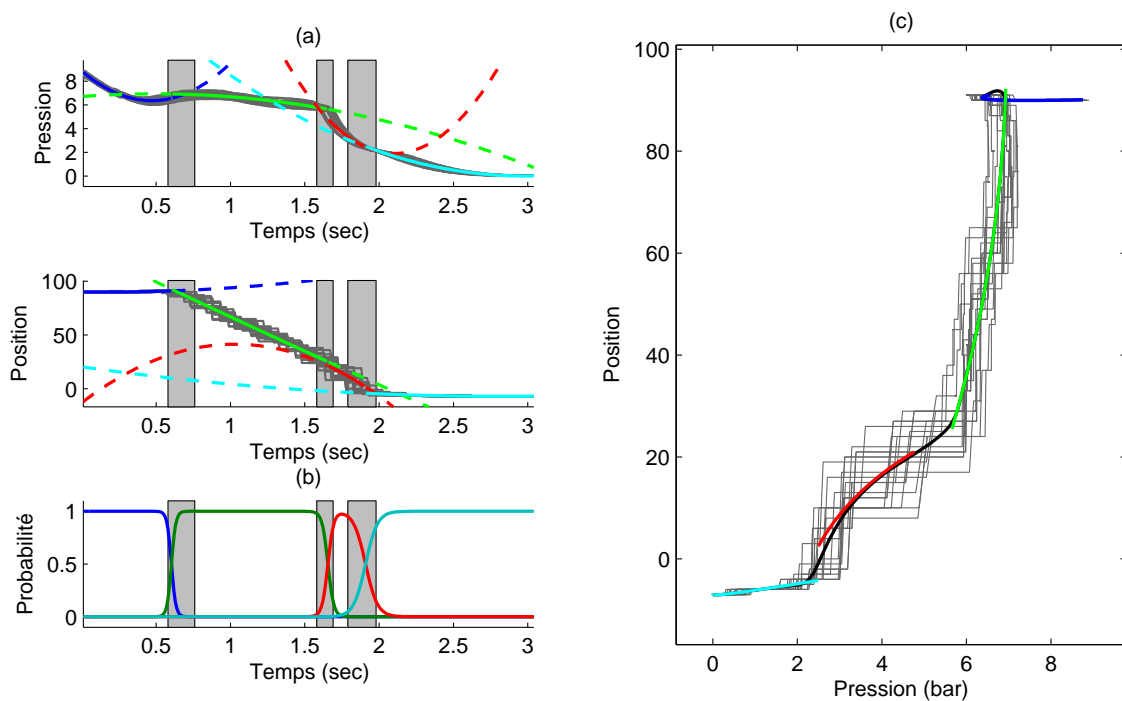 (a)
Pression
8
6
4
2
0
0.5 1 1.5 2 2.5 3
Temps (sec)
Position
100
50
0
0.5 1 1.5 2 2.5 3
Temps (sec)
(b)
Probabilité
1
0.5
0
0.5 1 1.5 2 2.5 3
Temps (sec)
(c)
Position
100
80
60
40
20
0
0 2 4 6 8
Pression (bar)